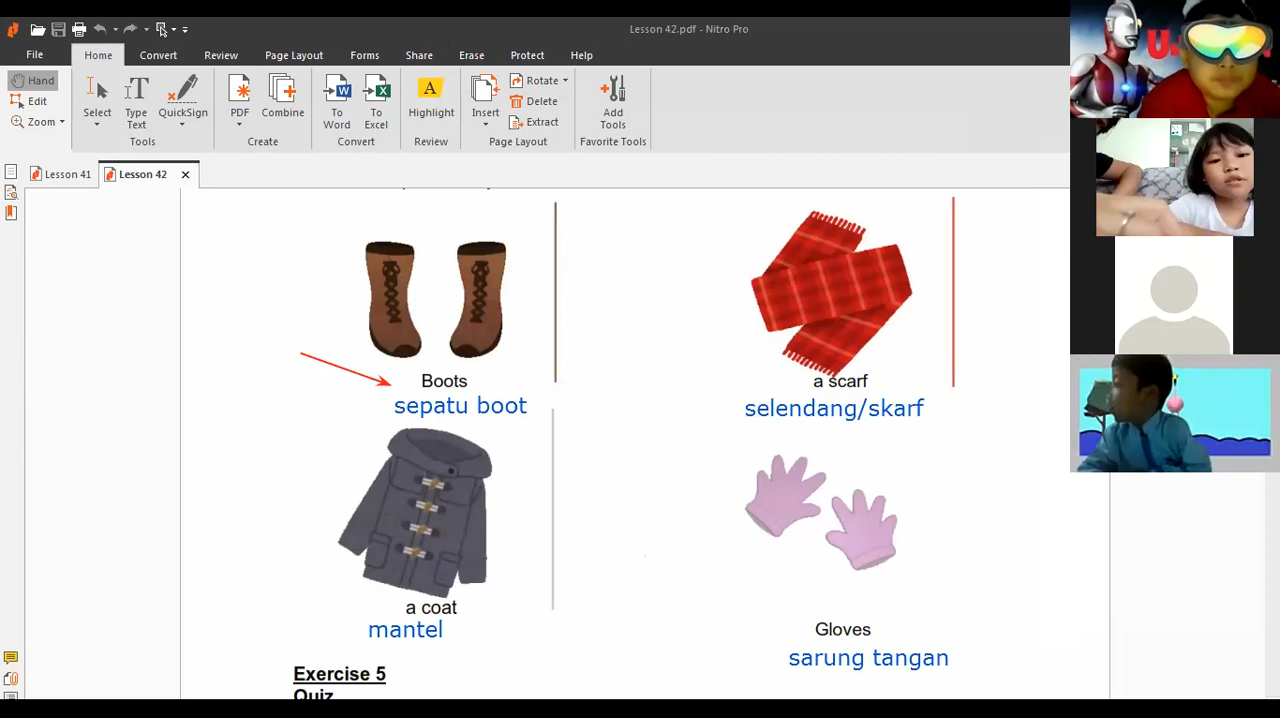 Lesson 42.pdf - Nitro Pro
File Home Convert Review Page Layout Forms Share Erase Protect Help
Hand
Edit
Zoom
Select
Type Text
QuickSign
Tools
PDF
Combine
Create
To Word
To Excel
Convert
Highlight
Review
Insert
Rotate
Delete
Extract
Page Layout
Add Tools
Favorite Tools
Lesson 41
Lesson 42
Boots
sepatu boot
a scarf
selendang/skarf
a coat
mantel
Gloves
sarung tangan
Exercise 5
Quiz